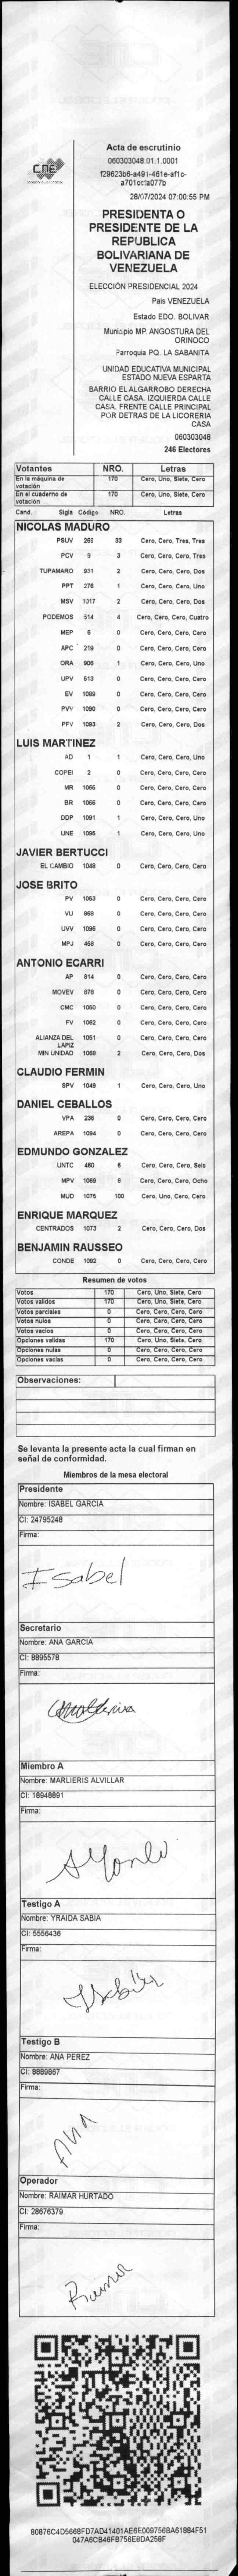 CNE
Acta de escrutinio
060303048.01.1.0001
28/07/2024 07:00:55 PM
PRESIDENTA O
PRESIDENTE DE LA
REPUBLICA
BOLIVARIANA DE
VENEZUELA
ELECCIÓN PRESIDENCIAL 2024
Pais VENEZUELA
Estado EDO. BOLIVAR
Municipio MP. ANGOSTURA DEL
ORINOCO
Parroquia PQ. LA SABANITA
UNIDAD EDUCATIVA MUNICIPAL
ESTADO NUEVA ESPARTA
BARRIO EL ALGARROBO DERECHA
CALLE CASA. IZQUIERDA CALLE
CASA. FRENTE CALLE PRINCIPAL
POR DETRAS DE LA LICORERIA
CASA
060303048
246 Electores
Votantes NRO. Letras
En la máquina de votación 170 Cero, Uno, Siete, Cero
En el cuaderno de votación 170 Cero, Uno, Siete, Cero
Cand. Sigla Código NRO. Letras
NICOLAS MADURO
PSUV 33 Cero, Cero, Tres, Tres
PCV 9 3 Cero, Cero, Cero, Tres
TUPAMARO 931 2 Cero, Cero, Cero, Dos
PPT 276 1 Cero, Cero, Cero, Uno
MSV 1017 2 Cero, Cero, Cero, Dos
PODEMOS 514 4 Cero, Cero, Cero, Cuatro
MEP 6 0 Cero, Cero, Cero, Cero
APC 219 0 Cero, Cero, Cero, Cero
ORA 906 1 Cero, Cero, Cero, Uno
UPV 513 0 Cero, Cero, Cero, Cero
EV 1089 0 Cero, Cero, Cero, Cero
PVV 1090 0 Cero, Cero, Cero, Cero
PFV 1093 2 Cero, Cero, Cero, Dos
LUIS MARTINEZ
AD 1 1 Cero, Cero, Cero, Uno
COPEI 2 0 Cero, Cero, Cero, Cero
MR 1065 0 Cero, Cero, Cero, Cero
BR 1066 0 Cero, Cero, Cero, Cero
DDP 1091 1 Cero, Cero, Cero, Uno
UNE 1095 1 Cero, Cero, Cero, Uno
JAVIER BERTUCCI
EL CAMBIO 1048 0 Cero, Cero, Cero, Cero
JOSE BRITO
PV 1053 0 Cero, Cero, Cero, Cero
VU 868 0 Cero, Cero, Cero, Cero
UVV 1096 0 Cero, Cero, Cero, Cero
MPJ 458 0 Cero, Cero, Cero, Cero
ANTONIO ECARRI
AP 814 0 Cero, Cero, Cero, Cero
MOVEV 878 0 Cero, Cero, Cero, Cero
CMC 1050 0 Cero, Cero, Cero, Cero
FV 1062 0 Cero, Cero, Cero, Cero
ALIANZA DEL LAPIZ 1051 0 Cero, Cero, Cero, Cero
MIN UNIDAD 1068 2 Cero, Cero, Cero, Dos
CLAUDIO FERMIN
SPV 1049 1 Cero, Cero, Cero, Uno
DANIEL CEBALLOS
VPA 236 0 Cero, Cero, Cero, Cero
AREPA 1094 0 Cero, Cero, Cero, Cero
EDMUNDO GONZALEZ
UNTC 460 6 Cero, Cero, Cero, Seis
MPV 1069 8 Cero, Cero, Cero, Ocho
MUD 1075 100 Cero, Uno, Cero, Cero
ENRIQUE MARQUEZ
CENTRADOS 1073 2 Cero, Cero, Cero, Dos
BENJAMIN RAUSSEO
CONDE 1092 0 Cero, Cero, Cero, Cero
Resumen de votos
Votos 170 Cero, Uno, Siete, Cero
Votos validos 170 Cero, Uno, Siete, Cero
Votos parciales 0 Cero, Cero, Cero, Cero
Votos nulos 0 Cero, Cero, Cero, Cero
Votos vacios 0 Cero, Cero, Cero, Cero
Opciones validas 170 Cero, Uno, Siete, Cero
Opciones nulas 0 Cero, Cero, Cero, Cero
Opciones vacias 0 Cero, Cero, Cero, Cero
Observaciones:
Se levanta la presente acta la cual firman en
señal de conformidad.
Miembros de la mesa electoral
Presidente
Nombre: ISABEL GARCIA
CI: 24795248
Firma:
Isabel
Secretario
Nombre: ANA GARCIA
CI: 8895578
Firma:
Miembro A
Nombre: MARLIERIS ALVILLAR
CI: 18948891
Firma:
Testigo A
Nombre: YRAIDA SABIA
CI: 5556436
Firma:
Testigo B
Nombre: ANA PEREZ
CI: 8889867
Firma:
ANA
Operador
Nombre: RAIMAR HURTADO
CI: 28676379
Firma:
Raimar
80876C4D5668FD7AD41401AE6E009756BA61884F51
047A6CB46FB756E8DA258F